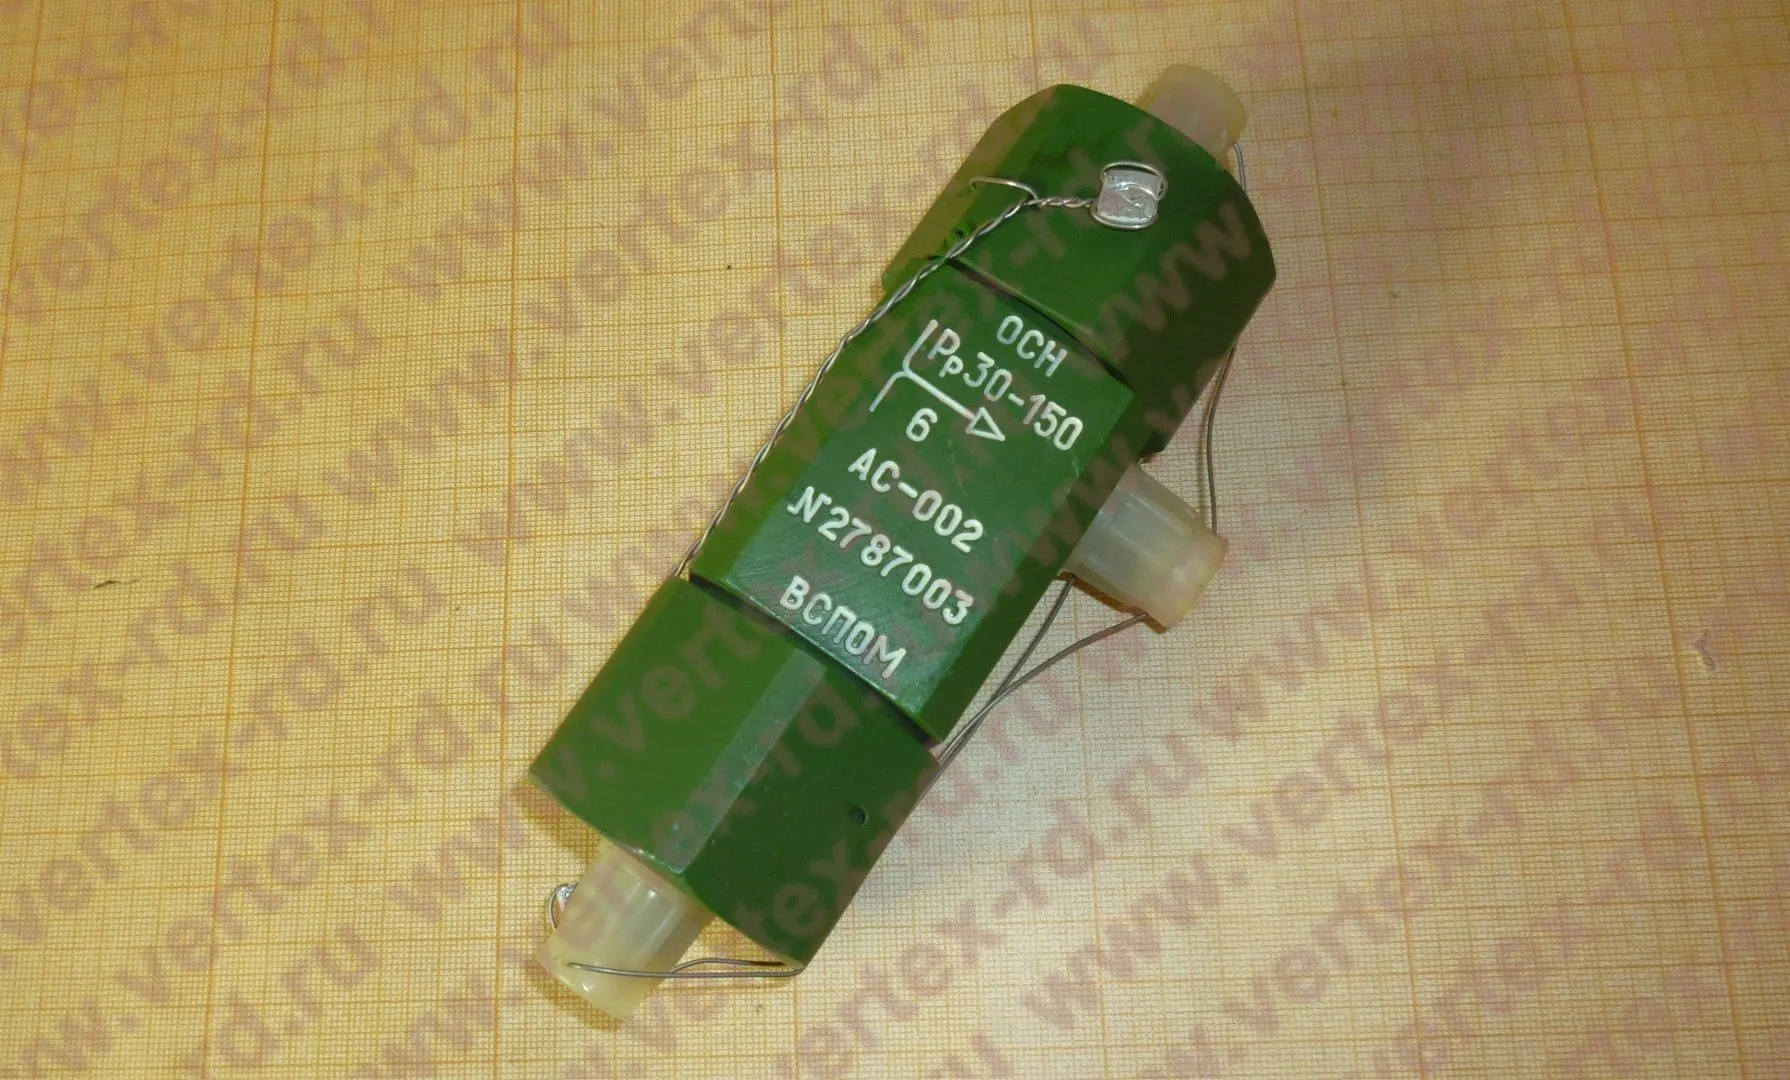 ОСН
Рр30-150
6
АС-002
№2787003
ВСПОМ
www.vertex-rd.ru